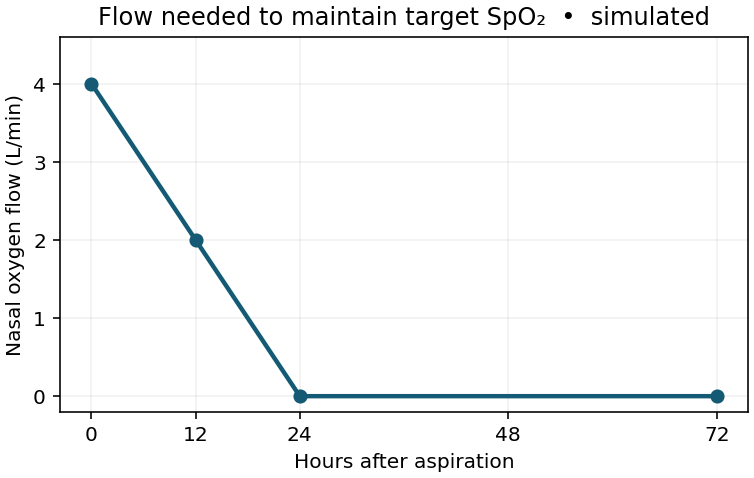 Flow needed to maintain target SpO₂ • simulated
Nasal oxygen flow (L/min)
4
3
2
1
0
0 12 24 48 72
Hours after aspiration